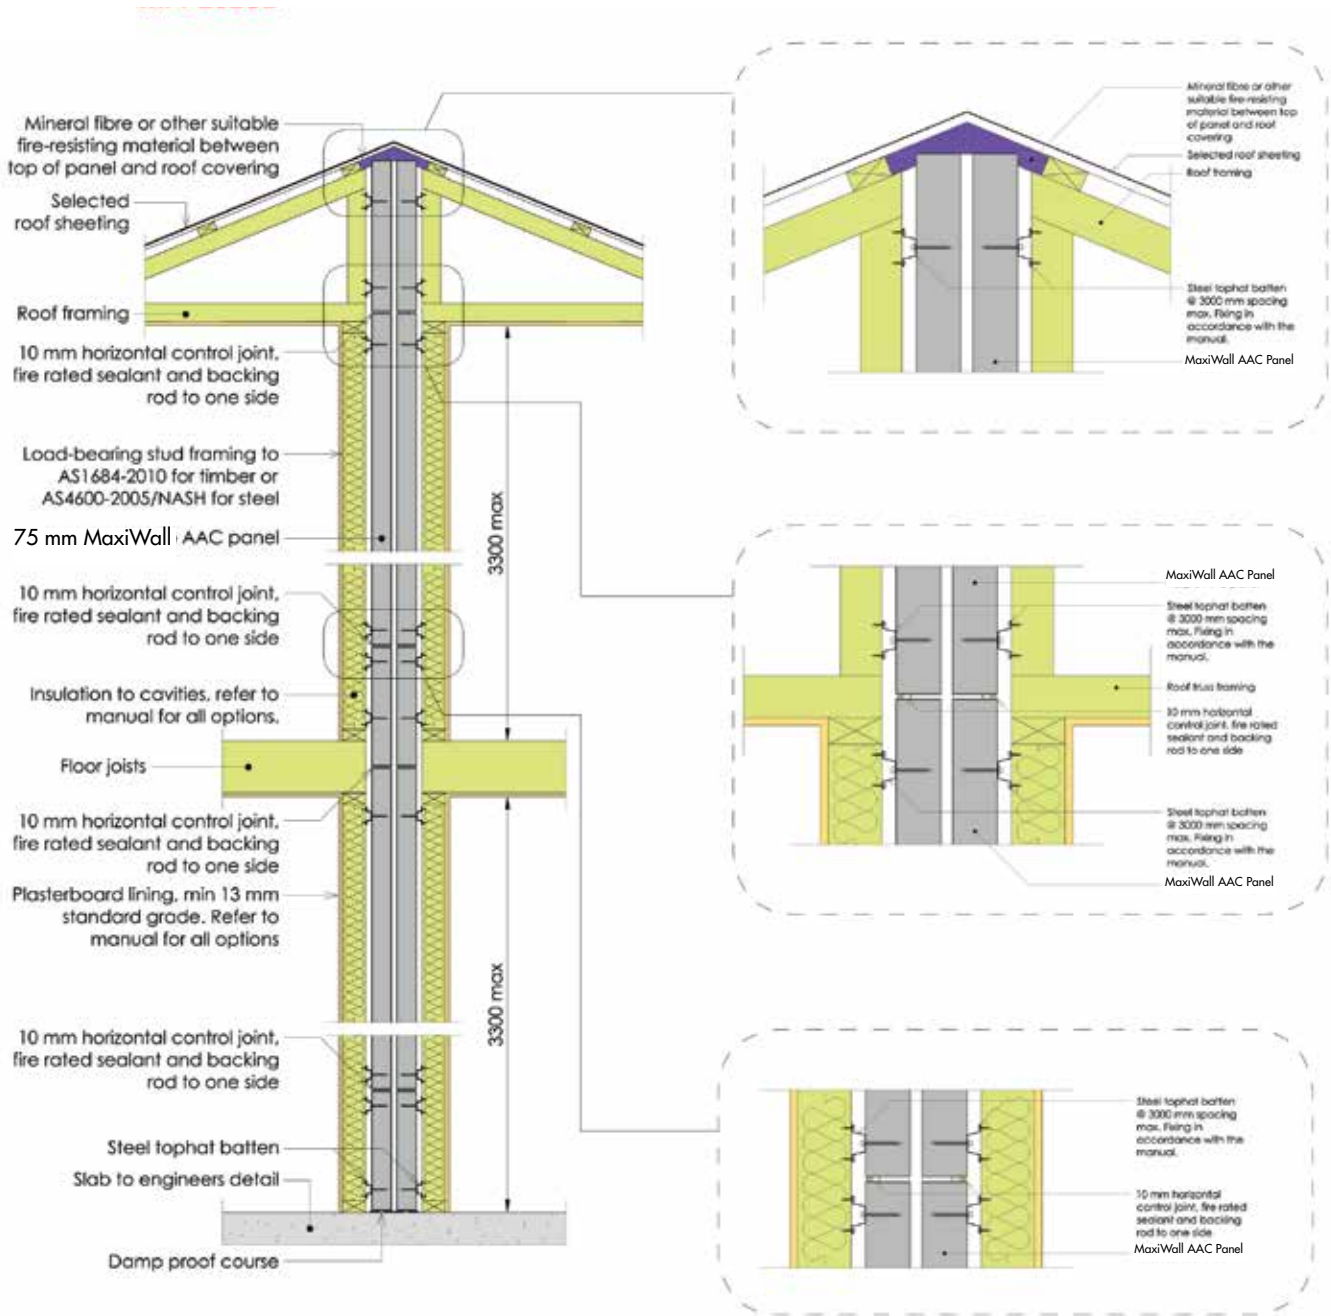 Mineral fibre or other suitable
fire-resisting material between
top of panel and roof covering
Selected
roof sheeting
Roof framing
10 mm horizontal control joint,
fire rated sealant and backing
rod to one side
Load-bearing stud framing to
AS1684-2010 for timber or
AS4600-2005/NASH for steel
75 mm MaxiWall AAC panel
10 mm horizontal control joint,
fire rated sealant and backing
rod to one side
Insulation to cavities, refer to
manual for all options.
Floor joists
10 mm horizontal control joint,
fire rated sealant and backing
rod to one side
Plasterboard lining, min 13 mm
standard grade. Refer to
manual for all options
10 mm horizontal control joint,
fire rated sealant and backing
rod to one side
Steel tophat batten
Slab to engineers detail
Damp proof course
3300 max
3300 max
Mineral fibre or other
suitable fire-resisting
material between top
of panel and roof
covering
Selected roof sheeting
Roof framing
Steel tophat batten
@ 3000 mm spacing
max. Fixing in
accordance with the
manual.
MaxiWall AAC Panel
MaxiWall AAC Panel
Steel tophat batten
@ 3000 mm spacing
max. Fixing in
accordance with the
manual.
Roof truss framing
10 mm horizontal
control joint, fire rated
sealant and backing
rod to one side
Steel tophat batten
@ 3000 mm spacing
max. Fixing in
accordance with the
manual.
MaxiWall AAC Panel
Steel tophat batten
@ 3000 mm spacing
max. Fixing in
accordance with the
manual.
10 mm horizontal
control joint, fire rated
sealant and backing
rod to one side
MaxiWall AAC Panel